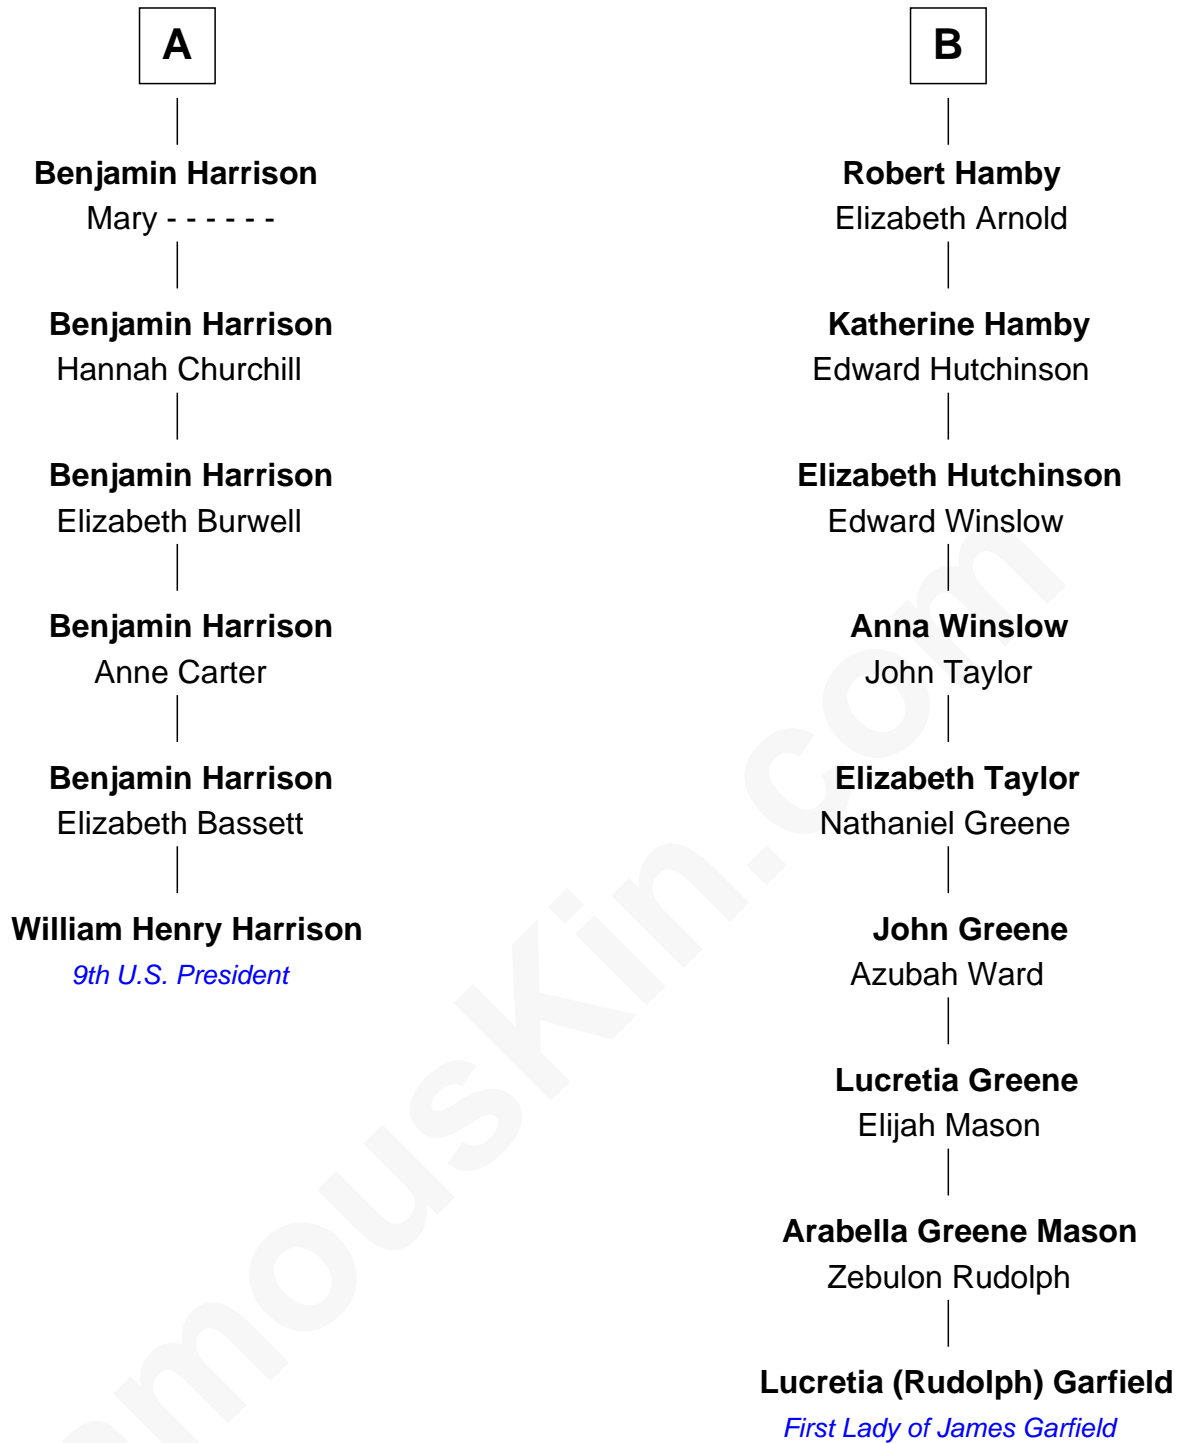 A
Benjamin Harrison
Mary - - - - - -
Benjamin Harrison
Hannah Churchill
Benjamin Harrison
Elizabeth Burwell
Benjamin Harrison
Anne Carter
Benjamin Harrison
Elizabeth Bassett
William Henry Harrison
9th U.S. President
B
Robert Hamby
Elizabeth Arnold
Katherine Hamby
Edward Hutchinson
Elizabeth Hutchinson
Edward Winslow
Anna Winslow
John Taylor
Elizabeth Taylor
Nathaniel Greene
John Greene
Azubah Ward
Lucretia Greene
Elijah Mason
Arabella Greene Mason
Zebulon Rudolph
Lucretia (Rudolph) Garfield
First Lady of James Garfield
amouskin.com